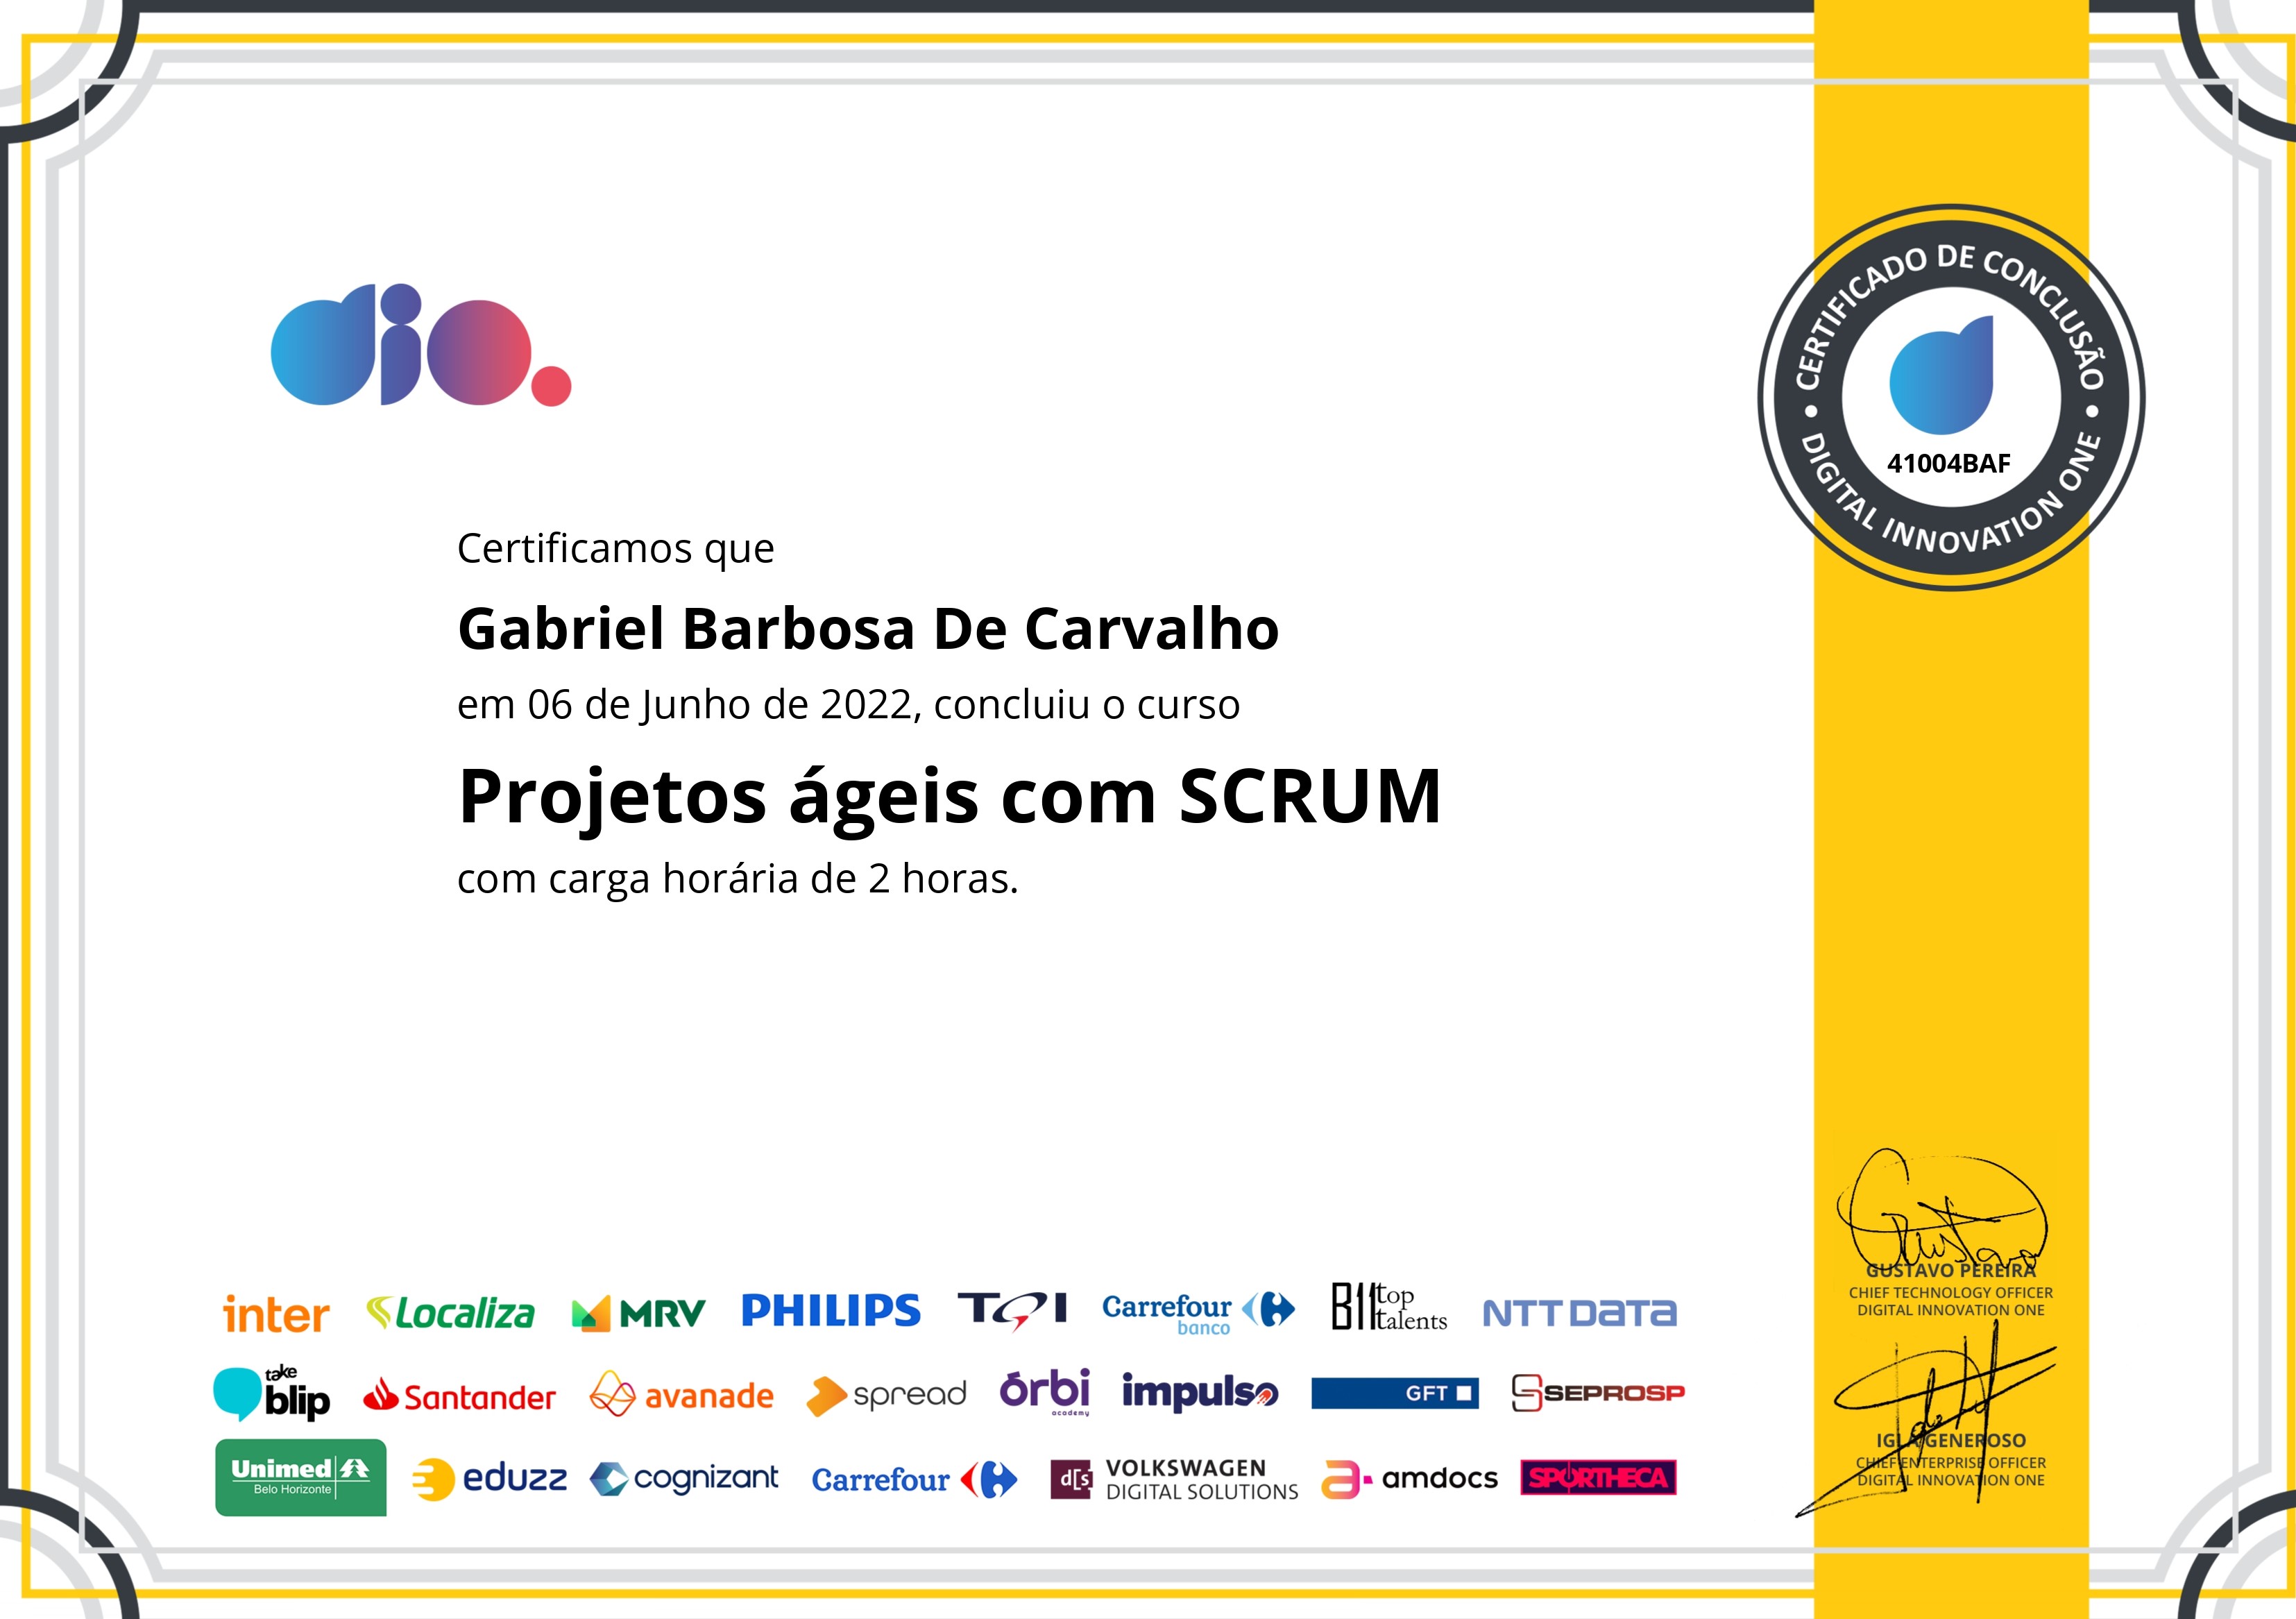 dio.
CERTIFICADO DE CONCLUSÃO
41004BAF
DIGITAL INNOVATION ONE
Certificamos que
Gabriel Barbosa De Carvalho
em 06 de Junho de 2022, concluiu o curso
Projetos ágeis com SCRUM
com carga horária de 2 horas.
Gustavo
GUSTAVO PEREIRA
CHIEF TECHNOLOGY OFFICER
DIGITAL INNOVATION ONE
IGLÁ GENEROSO
CHIEF ENTERPRISE OFFICER
DIGITAL INNOVATION ONE
inter Localiza MRV PHILIPS TQI Carrefour banco B11 top talents NTT DATA
take blip Santander avanade spread órbi academy impulso GFT SEPROSP
Unimed Belo Horizonte eduzz cognizant Carrefour d[s] VOLKSWAGEN DIGITAL SOLUTIONS a amdocs SPORTHECA